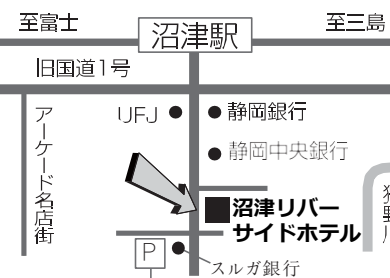 至富士
至三島
沼津駅
旧国道1号
UFJ
静岡銀行
静岡中央銀行
アーケード名店街
沼津リバー
サイドホテル
P
スルガ銀行